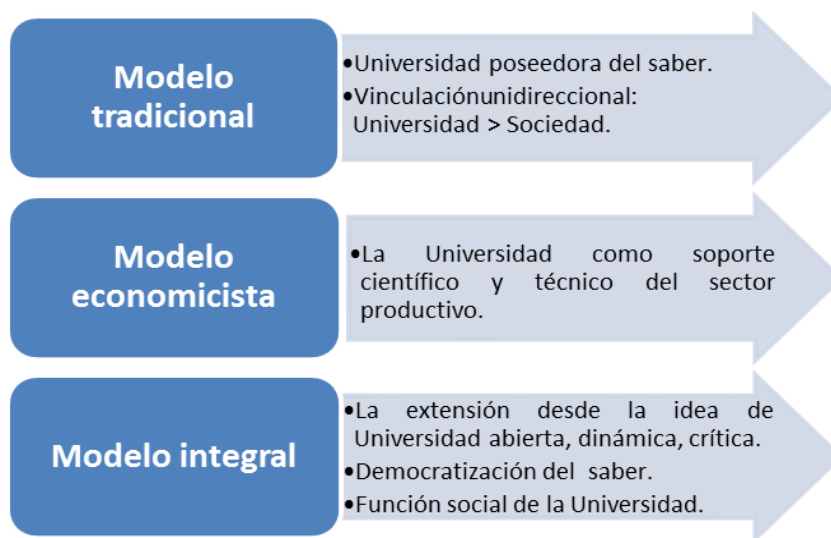 Modelo
tradicional
•Universidad poseedora del saber.
•Vinculaciónunidireccional:
Universidad > Sociedad.
Modelo
economicista
•La Universidad como soporte
científico y técnico del sector
productivo.
Modelo integral
•La extensión desde la idea de
Universidad abierta, dinámica, crítica.
•Democratización del saber.
•Función social de la Universidad.